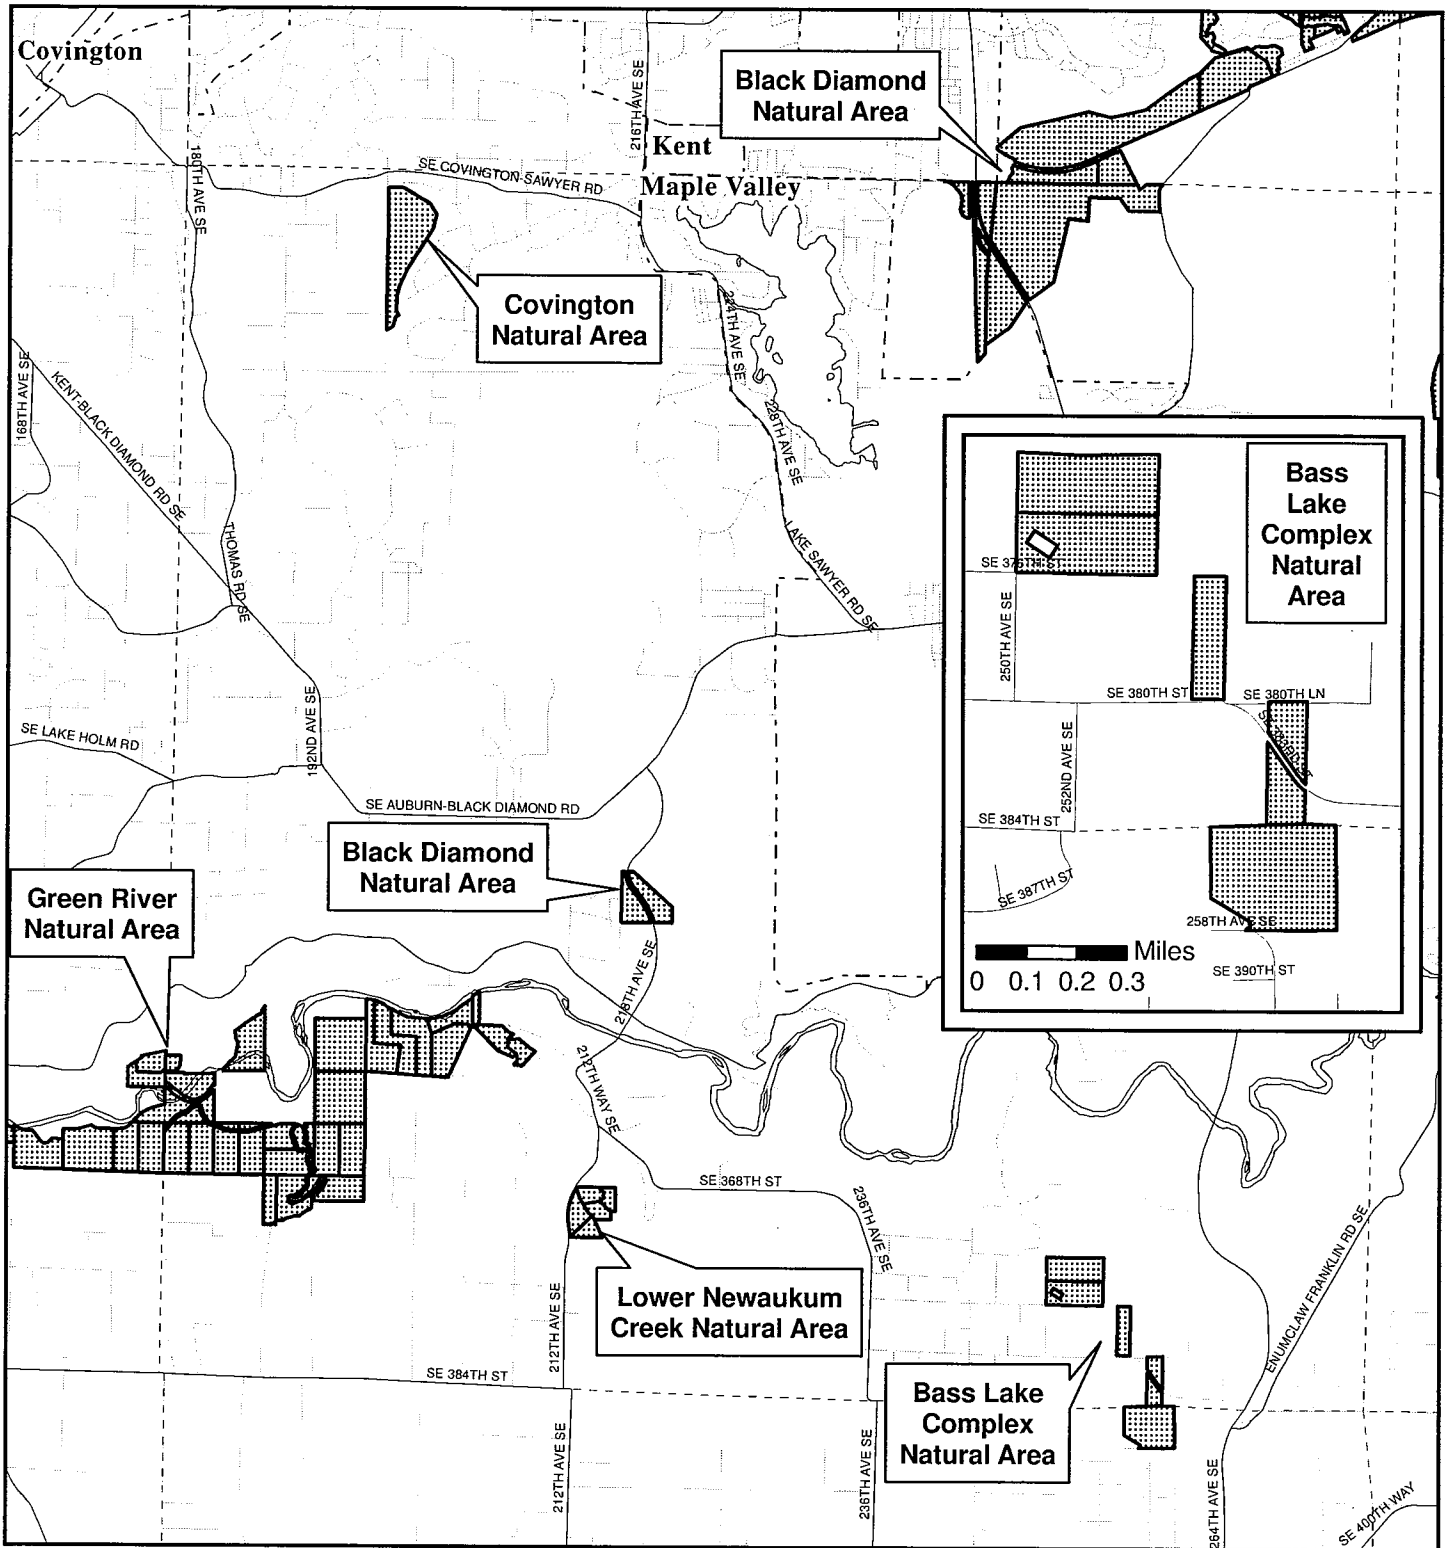 Covington
216TH AVE SE
Black Diamond
Natural Area
Kent
Maple Valley
SE COVINGTON-SAWYER RD
180TH AVE SE
Covington
Natural Area
224TH AVE SE
168TH AVE SE
KENT-BLACK DIAMOND RD SE
228TH AVE SE
THOMAS RD SE
LAKE SAWYER RD SE
Bass
Lake
Complex
Natural
Area
SE 376TH ST
250TH AVE SE
SE 380TH ST
SE 380TH LN
SE 383RD ST
252ND AVE SE
SE 384TH ST
SE 387TH ST
258TH AVE SE
SE 390TH ST
Miles
0 0.1 0.2 0.3
192ND AVE SE
SE LAKE HOLM RD
SE AUBURN-BLACK DIAMOND RD
Black Diamond
Natural Area
Green River
Natural Area
218TH AVE SE
212TH WAY SE
SE 368TH ST
236TH AVE SE
Lower Newaukum
Creek Natural Area
212TH AVE SE
ENUMCLAW FRANKLIN RD SE
SE 384TH ST
Bass Lake
Complex
Natural Area
212TH AVE SE
236TH AVE SE
264TH AVE SE
SE 400TH WAY